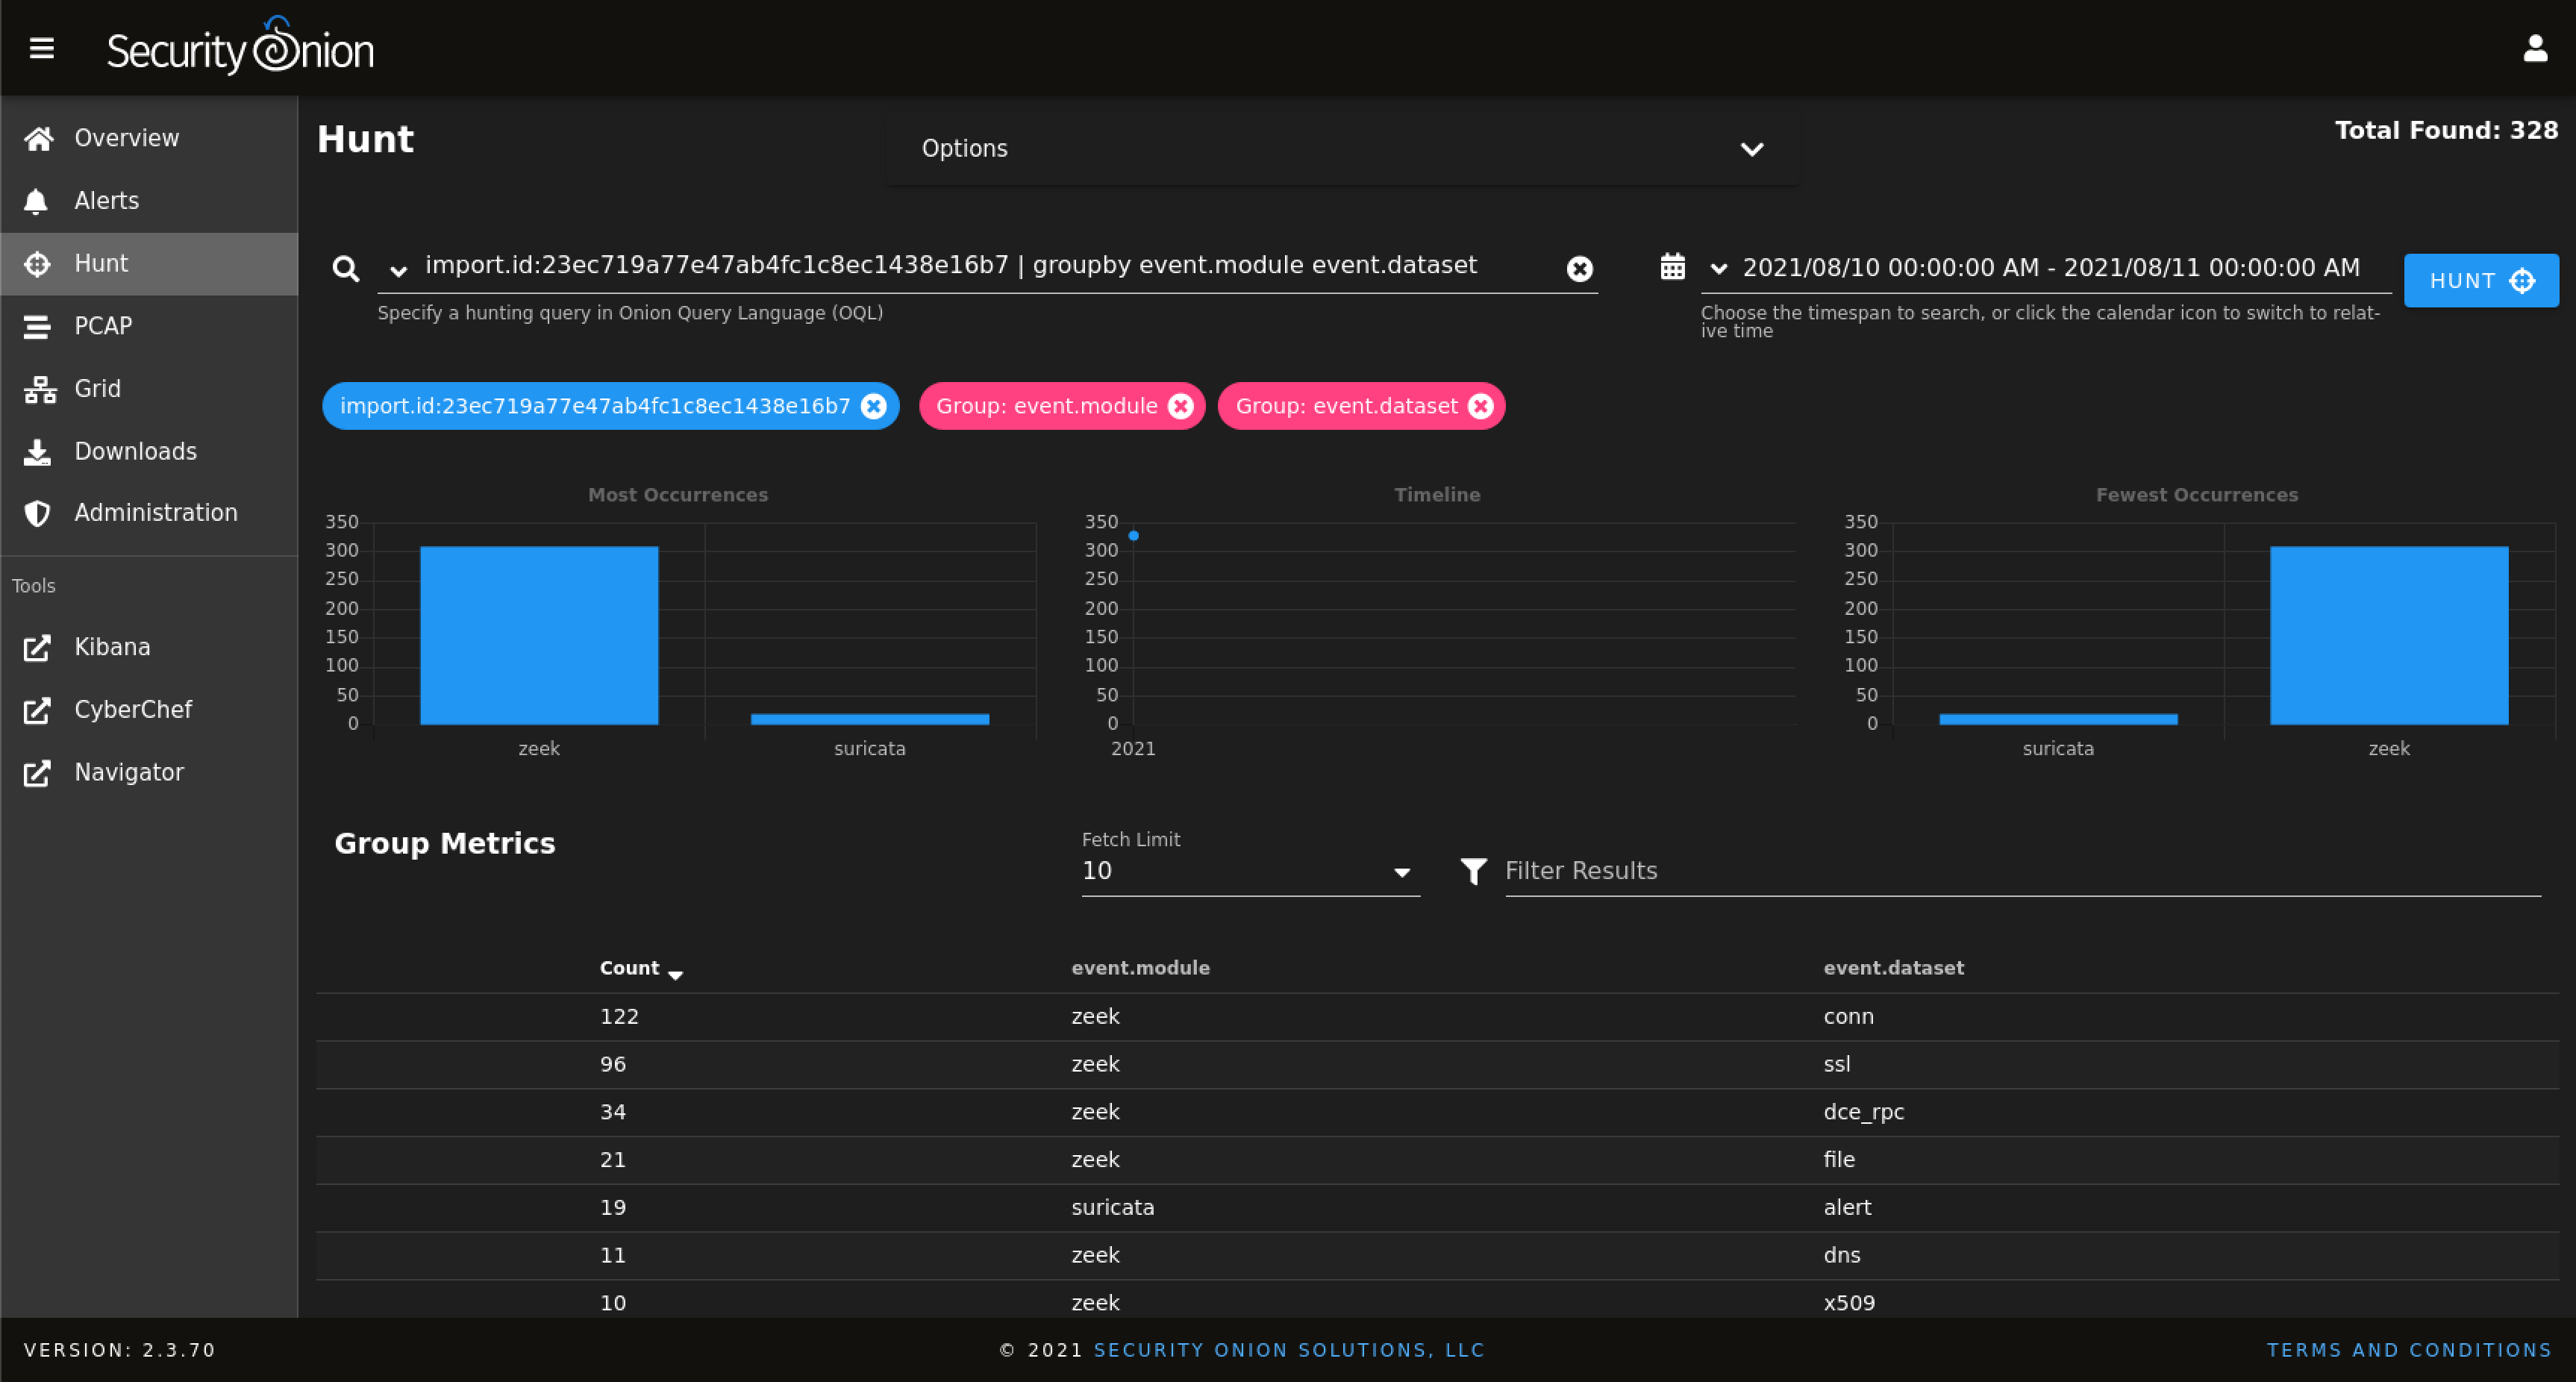 Security Onion
Overview
Alerts
Hunt
PCAP
Grid
Downloads
Administration
Tools
Kibana
CyberChef
Navigator
Hunt
Options
Total Found: 328
import.id:23ec719a77e47ab4fc1c8ec1438e16b7 | groupby event.module event.dataset
Specify a hunting query in Onion Query Language (OQL)
2021/08/10 00:00:00 AM - 2021/08/11 00:00:00 AM
Choose the timespan to search, or click the calendar icon to switch to relat-
ive time
HUNT
import.id:23ec719a77e47ab4fc1c8ec1438e16b7
Group: event.module
Group: event.dataset
Most Occurrences
350
300
250
200
150
100
50
0
zeek
suricata
Timeline
350
300
250
200
150
100
50
0
2021
Fewest Occurrences
350
300
250
200
150
100
50
0
suricata
zeek
Group Metrics
Fetch Limit
10
Filter Results
Count event.module event.dataset
122 zeek conn
96 zeek ssl
34 zeek dce_rpc
21 zeek file
19 suricata alert
11 zeek dns
10 zeek x509
VERSION: 2.3.70
© 2021 SECURITY ONION SOLUTIONS, LLC
TERMS AND CONDITIONS